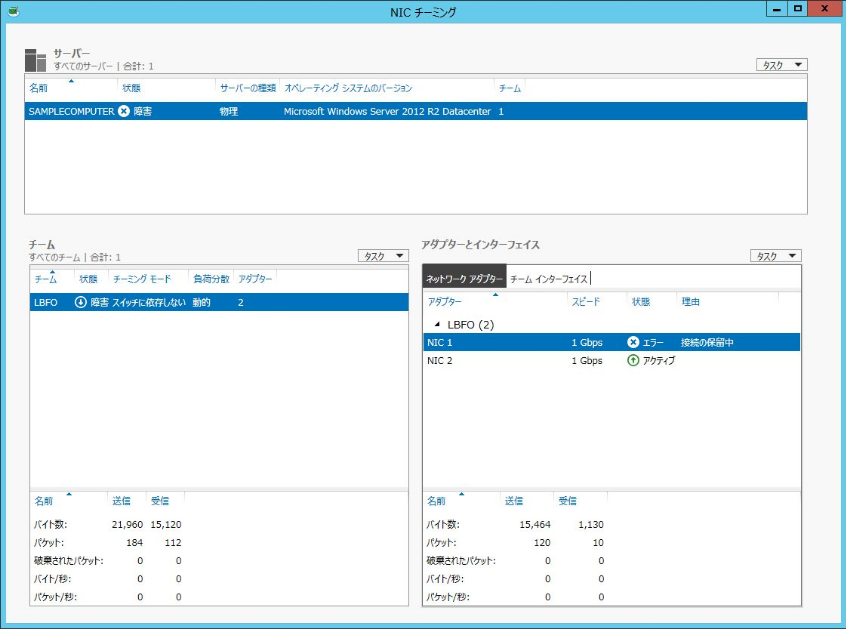 NIC チーミング
サーバー
すべてのサーバー | 合計: 1
タスク
名前 状態 サーバーの種類 オペレーティング システムのバージョン チーム
SAMPLECOMPUTER 障害 物理 Microsoft Windows Server 2012 R2 Datacenter 1
チーム
すべてのチーム | 合計: 1
タスク
チーム 状態 チーミング モード 負荷分散 アダプター
LBFO 障害 スイッチに依存しない 動的 2
名前 送信 受信
バイト数: 21,960 15,120
パケット: 184 112
破棄されたパケット: 0 0
バイト/秒: 0 0
パケット/秒: 0 0
アダプターとインターフェイス
タスク
ネットワーク アダプター チーム インターフェイス
アダプター スピード 状態 理由
LBFO (2)
NIC 1 1 Gbps エラー 接続の保留中
NIC 2 1 Gbps アクティブ
名前 送信 受信
バイト数: 15,464 1,130
パケット: 120 10
破棄されたパケット: 0 0
バイト/秒: 0 0
パケット/秒: 0 0